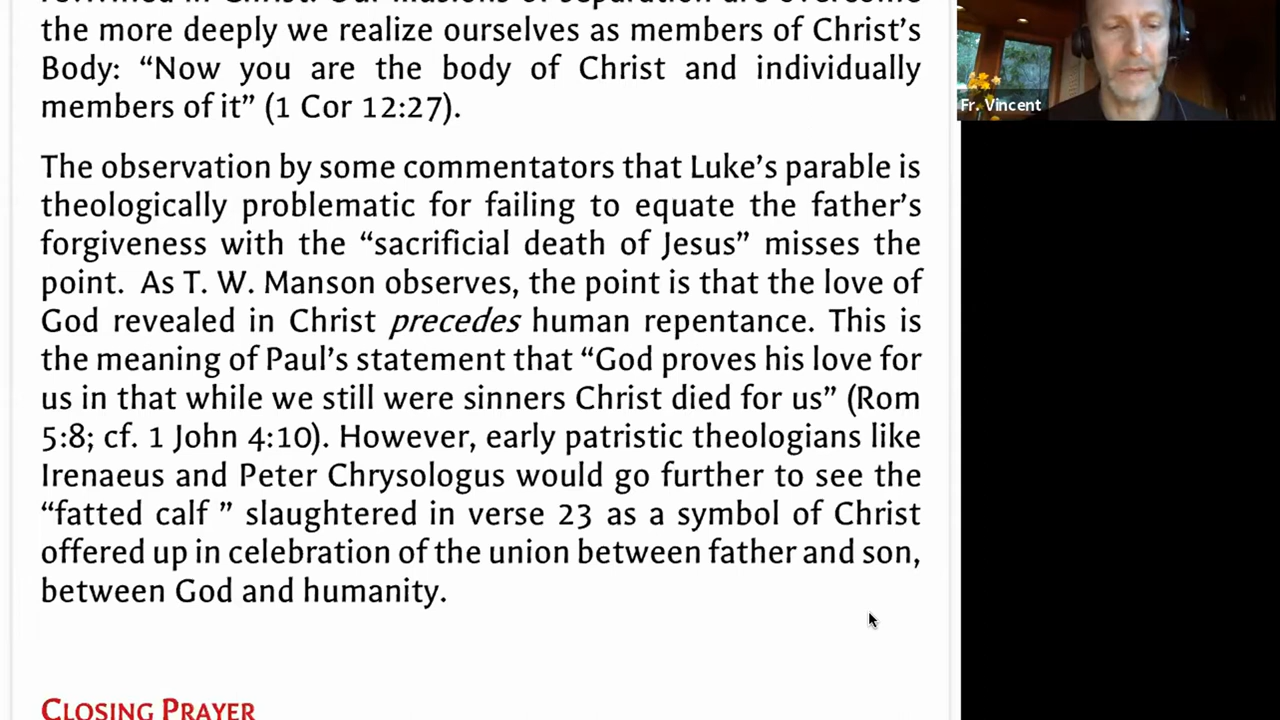 the more deeply we realize ourselves as members of Christ’s
Body: “Now you are the body of Christ and individually
members of it” (1 Cor 12:27).
The observation by some commentators that Luke’s parable is
theologically problematic for failing to equate the father’s
forgiveness with the “sacrificial death of Jesus” misses the
point. As T. W. Manson observes, the point is that the love of
God revealed in Christ precedes human repentance. This is
the meaning of Paul’s statement that “God proves his love for
us in that while we still were sinners Christ died for us” (Rom
5:8; cf. 1 John 4:10). However, early patristic theologians like
Irenaeus and Peter Chrysologus would go further to see the
“fatted calf ” slaughtered in verse 23 as a symbol of Christ
offered up in celebration of the union between father and son,
between God and humanity.
CLOSING PRAYER
Fr. Vincent